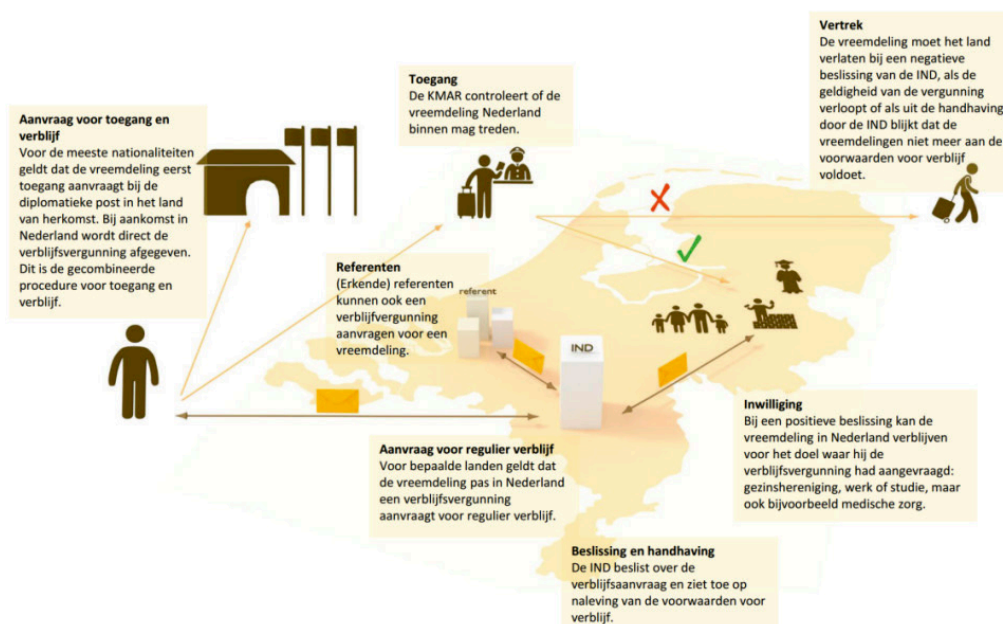 Aanvraag voor toegang en
verblijf
Voor de meeste nationaliteiten
geldt dat de vreemdeling eerst
toegang aanvraagt bij de
diplomatieke post in het land
van herkomst. Bij aankomst in
Nederland wordt direct de
verblijfsvergunning afgegeven.
Dit is de gecombineerde
procedure voor toegang en
verblijf.
Toegang
De KMAR controleert of de
vreemdeling Nederland
binnen mag treden.
Vertrek
De vreemdeling moet het land
verlaten bij een negatieve
beslissing van de IND, als de
geldigheid van de vergunning
verloopt of als uit de handhaving
door de IND blijkt dat de
vreemdelingen niet meer aan de
voorwaarden voor verblijf
voldoet.
Referenten
(Erkende) referenten
kunnen ook een
verblijfvergunning
aanvragen voor een
vreemdeling.
referent
IND
Aanvraag voor regulier verblijf
Voor bepaalde landen geldt dat
de vreemdeling pas in Nederland
een verblijfsvergunning
aanvraagt voor regulier verblijf.
Inwilliging
Bij een positieve beslissing kan de
vreemdeling in Nederland verblijven
voor het doel waar hij de
verblijfsvergunning had aangevraagd:
gezinshereniging, werk of studie, maar
ook bijvoorbeeld medische zorg.
Beslissing en handhaving
De IND beslist over de
verblijfsaanvraag en ziet toe op
naleving van de voorwaarden voor
verblijf.